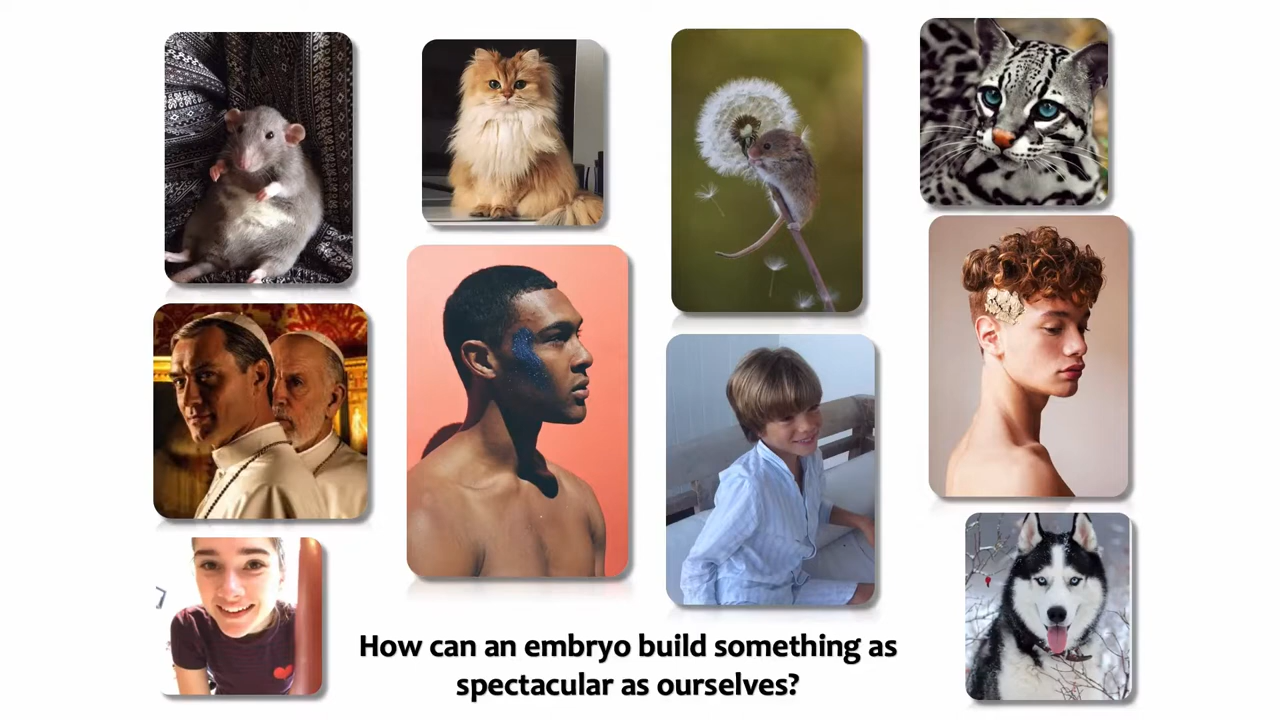 How can an embryo build something as
spectacular as ourselves?